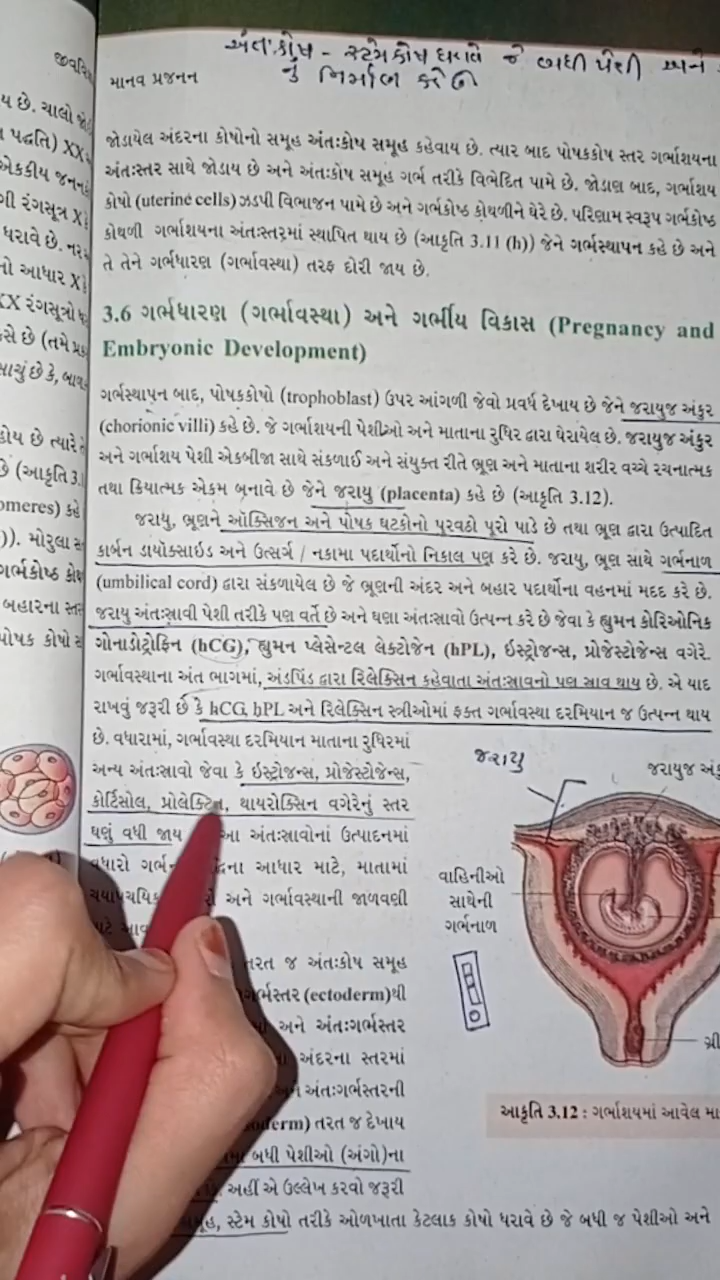 અંતઃકોષ - સ્ટેમકોષ ધરાવે જે બધી પેશી અને
નું નિર્માણ કરે
માનવ પ્રજનન
જોડાયેલ અંદરના કોષોનો સમૂહ અંતઃકોષ સમૂહ કહેવાય છે. ત્યાર બાદ પોષકકોષ સ્તર ગર્ભાશયના
અંતઃસ્તર સાથે જોડાય છે અને અંતઃકોષ સમૂહ ગર્ભ તરીકે વિભેદિત પામે છે. જોડાણ બાદ, ગર્ભાશય
કોષો (uterine cells) ઝડપી વિભાજન પામે છે અને ગર્ભકોષ્ઠ કોથળીને ઘેરે છે. પરિણામ સ્વરૂપ ગર્ભકોષ્ઠ
કોથળી ગર્ભાશયના અંતઃસ્તરમાં સ્થાપિત થાય છે (આકૃતિ 3.11 (h)) જેને ગર્ભસ્થાપન કહે છે અને
તે તેને ગર્ભધારણ (ગર્ભાવસ્થા) તરફ દોરી જાય છે.
3.6 ગર્ભધારણ (ગર્ભાવસ્થા) અને ગર્ભીય વિકાસ (Pregnancy and
Embryonic Development)
ગર્ભસ્થાપન બાદ, પોષકકોષો (trophoblast) ઉપર આંગળી જેવો પ્રવર્ધ દેખાય છે જેને જરાયુજ અંકુર
(chorionic villi) કહે છે. જે ગર્ભાશયની પેશીઓ અને માતાના રુધિર દ્વારા ઘેરાયેલ છે. જરાયુજ અંકુર
અને ગર્ભાશય પેશી એકબીજા સાથે સંકળાઈ અને સંયુક્ત રીતે ભ્રૂણ અને માતાના શરીર વચ્ચે રચનાત્મક
તથા ક્રિયાત્મક એકમ બનાવે છે જેને જરાયુ (placenta) કહે છે (આકૃતિ 3.12).
જરાયુ, ભ્રૂણને ઑક્સિજન અને પોષક ઘટકોનો પુરવઠો પૂરો પાડે છે તથા ભ્રૂણ દ્વારા ઉત્પાદિત
કાર્બન ડાયૉક્સાઇડ અને ઉત્સર્ગ / નકામા પદાર્થોનો નિકાલ પણ કરે છે. જરાયુ, ભ્રૂણ સાથે ગર્ભનાળ
(umbilical cord) દ્વારા સંકળાયેલ છે જે ભ્રૂણની અંદર અને બહાર પદાર્થોના વહનમાં મદદ કરે છે.
જરાયુ અંતઃસ્રાવી પેશી તરીકે પણ વર્તે છે અને ઘણા અંતઃસ્રાવો ઉત્પન્ન કરે છે જેવા કે હ્યુમન કોરિઓનિક
ગોનાડોટ્રોફિન (hCG), હ્યુમન પ્લેસેન્ટલ લેક્ટોજેન (hPL), ઇસ્ટ્રોજન્સ, પ્રોજેસ્ટોજેન્સ વગેરે.
ગર્ભાવસ્થાના અંત ભાગમાં, અંડપિંડ દ્વારા રિલેક્સિન કહેવાતા અંતઃસ્રાવનો પણ સ્રાવ થાય છે. એ યાદ
રાખવું જરૂરી છે કે hCG, hPL અને રિલેક્સિન સ્ત્રીઓમાં ફક્ત ગર્ભાવસ્થા દરમિયાન જ ઉત્પન્ન થાય
છે. વધારામાં, ગર્ભાવસ્થા દરમિયાન માતાના રુધિરમાં
અન્ય અંતઃસ્રાવો જેવા કે ઇસ્ટ્રોજન્સ, પ્રોજેસ્ટોજેન્સ,
કોર્ટિસોલ, પ્રોલેક્ટિન, થાયરોક્સિન વગેરેનું સ્તર
ઘણું વધી જાય આ અંતઃસ્રાવોનાં ઉત્પાદનમાં
વધારો આધાર માટે, માતામાં
અને ગર્ભાવસ્થાની જાળવણી
તરત જ અંતઃકોષ સમૂહ
(ectoderm)થી
અને અંતઃગર્ભસ્તર
અંદરના સ્તરમાં
અંતઃગર્ભસ્તરની
તરત જ દેખાય
બધી પેશીઓ (અંગો)ના
અહીં એ ઉલ્લેખ કરવો જરૂરી
સ્ટેમ કોષો તરીકે ઓળખાતા કેટલાક કોષો ધરાવે છે જે બધી જ પેશીઓ અને
જરાયુ
જરાયુજ
વાહિનીઓ
સાથેની
ગર્ભનાળ
આકૃતિ 3.12 : ગર્ભાશયમાં આવેલ